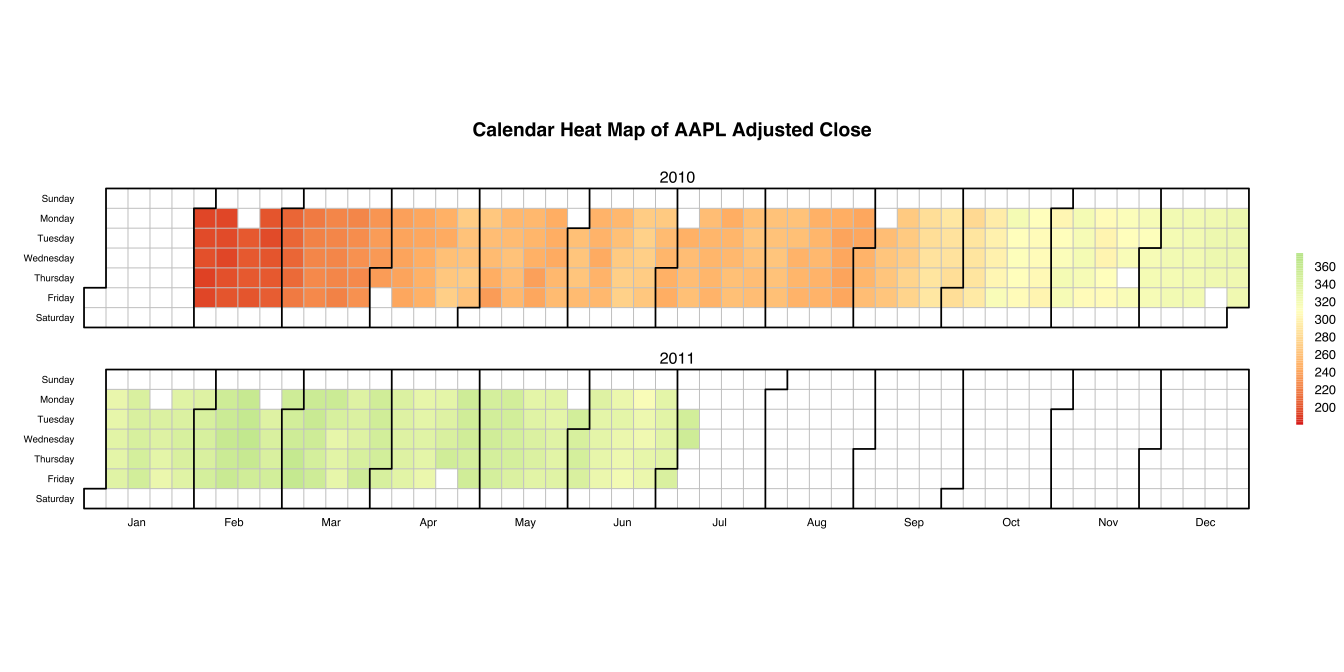 Calendar Heat Map of AAPL Adjusted Close
2010
Sunday
Monday
Tuesday
Wednesday
Thursday
Friday
Saturday
2011
Sunday
Monday
Tuesday
Wednesday
Thursday
Friday
Saturday
Jan Feb Mar Apr May Jun Jul Aug Sep Oct Nov Dec
360
340
320
300
280
260
240
220
200